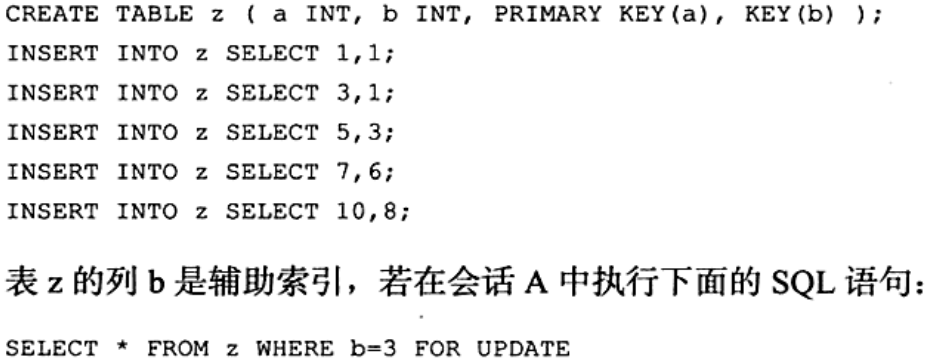 CREATE TABLE z ( a INT, b INT, PRIMARY KEY(a), KEY(b) );
INSERT INTO z SELECT 1,1;
INSERT INTO z SELECT 3,1;
INSERT INTO z SELECT 5,3;
INSERT INTO z SELECT 7,6;
INSERT INTO z SELECT 10,8;
表 z 的列 b 是辅助索引，若在会话 A 中执行下面的 SQL 语句：
SELECT * FROM z WHERE b=3 FOR UPDATE